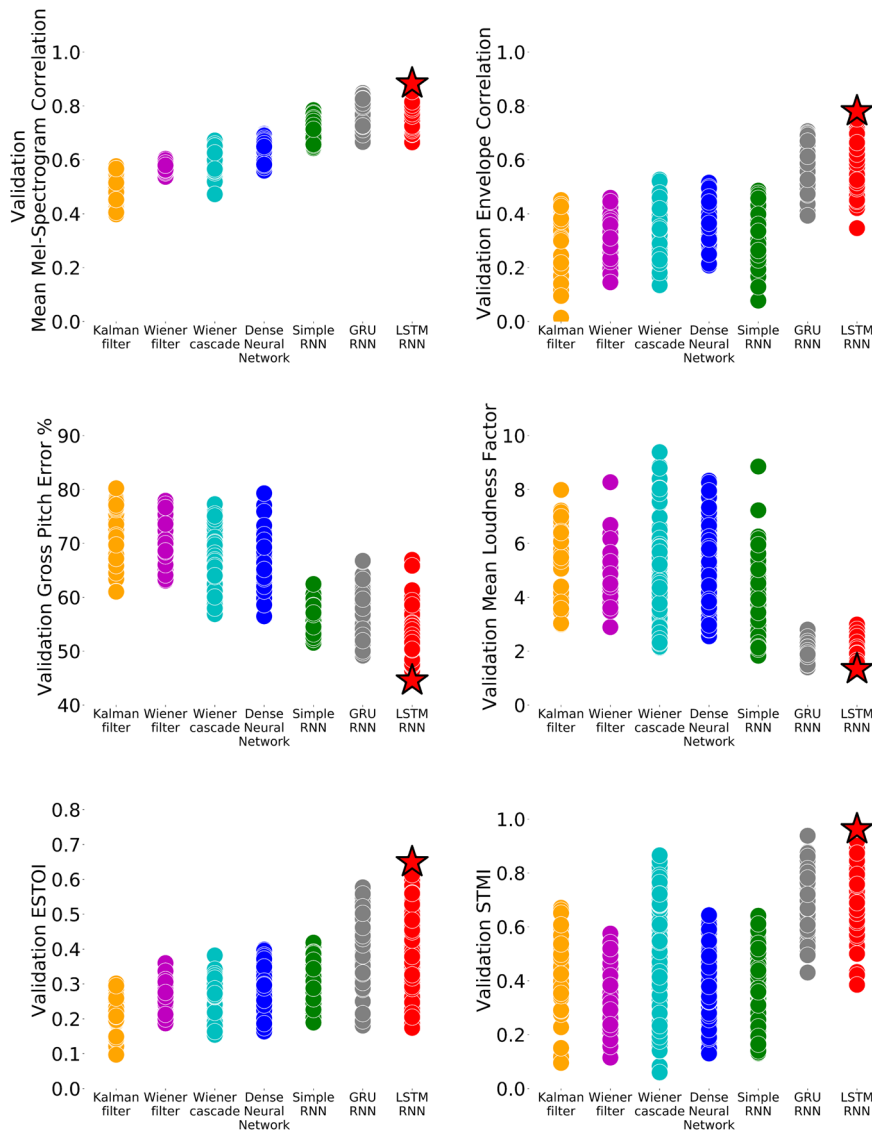 Validation
Mean Mel-Spectrogram Correlation
1.0
0.8
0.6
0.4
0.2
0.0
Kalman filter
Wiener filter
Wiener cascade
Dense Neural Network
Simple RNN
GRU RNN
LSTM RNN
Validation Envelope Correlation
1.0
0.8
0.6
0.4
0.2
0.0
Kalman filter
Wiener filter
Wiener cascade
Dense Neural Network
Simple RNN
GRU RNN
LSTM RNN
Validation Gross Pitch Error %
90
80
70
60
50
40
Kalman filter
Wiener filter
Wiener cascade
Dense Neural Network
Simple RNN
GRU RNN
LSTM RNN
Validation Mean Loudness Factor
10
8
6
4
2
0
Kalman filter
Wiener filter
Wiener cascade
Dense Neural Network
Simple RNN
GRU RNN
LSTM RNN
Validation ESTOI
0.8
0.7
0.6
0.5
0.4
0.3
0.2
0.1
0.0
Kalman filter
Wiener filter
Wiener cascade
Dense Neural Network
Simple RNN
GRU RNN
LSTM RNN
Validation STMI
1.0
0.8
0.6
0.4
0.2
0.0
Kalman filter
Wiener filter
Wiener cascade
Dense Neural Network
Simple RNN
GRU RNN
LSTM RNN